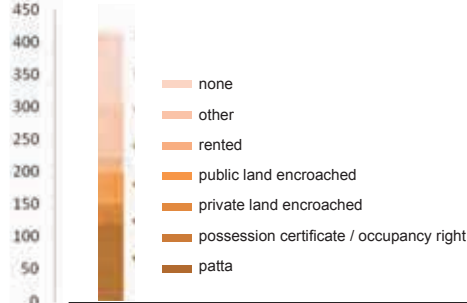 450
400
350
300
250
200
150
100
50
0
none
other
rented
public land encroached
private land encroached
possession certificate / occupancy right
patta